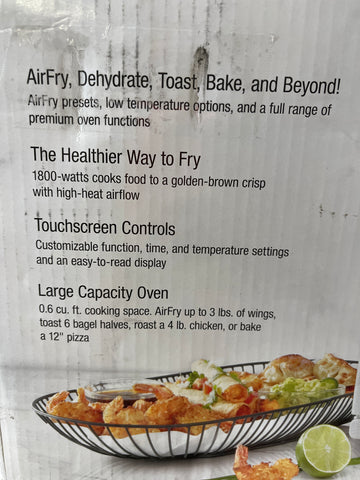 AirFry, Dehydrate, Toast, Bake, and Beyond!
AirFry presets, low temperature options, and a full range of
premium oven functions
The Healthier Way to Fry
1800-watts cooks food to a golden-brown crisp
with high-heat airflow
Touchscreen Controls
Customizable function, time, and temperature settings
and an easy-to-read display
Large Capacity Oven
0.6 cu. ft. cooking space. AirFry up to 3 lbs. of wings,
toast 6 bagel halves, roast a 4 lb. chicken, or bake
a 12" pizza